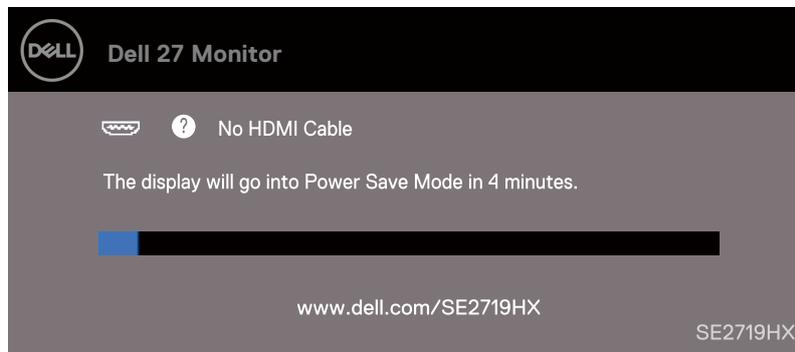 DELL
Dell 27 Monitor
? No HDMI Cable
The display will go into Power Save Mode in 4 minutes.
www.dell.com/SE2719HX
SE2719HX